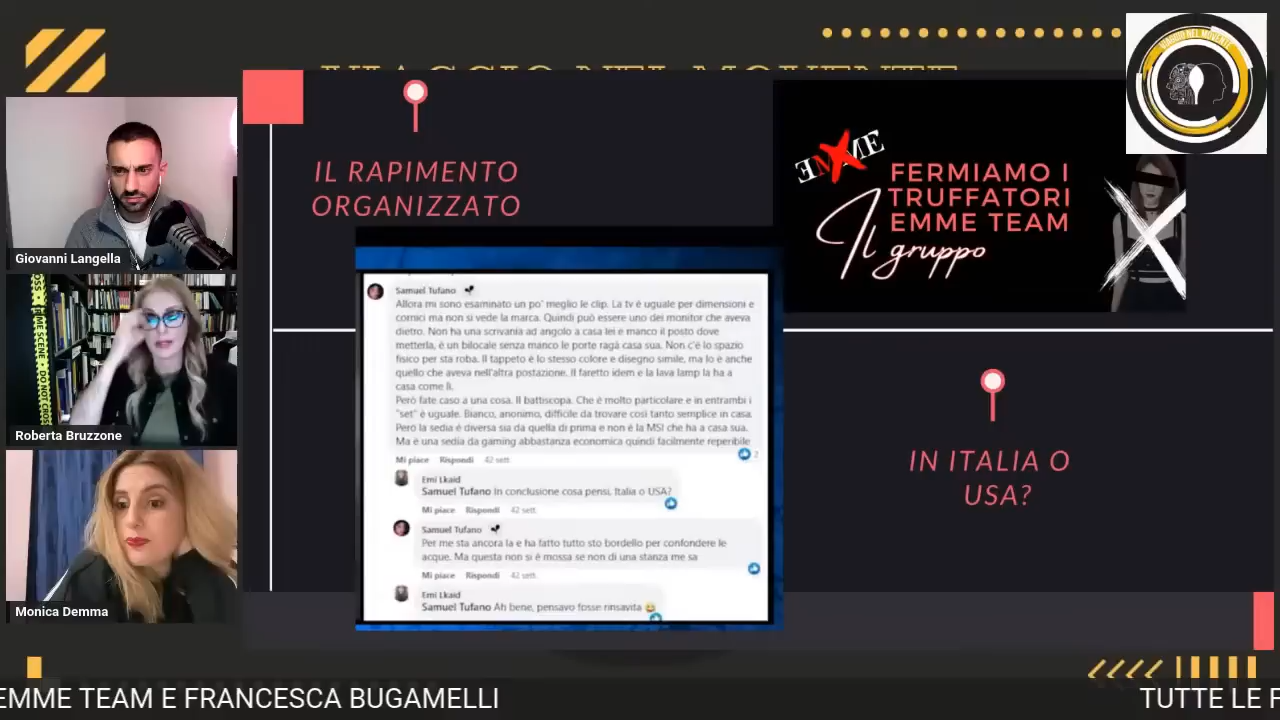 VIAGGIO NEL MOVENTE
VIAGGIO NEL MOVENTE
IL RAPIMENTO
ORGANIZZATO
EMME
FERMIAMO I
TRUFFATORI
EMME TEAM
Il gruppo
Giovanni Langella
Roberta Bruzzone
Monica Demma
Samuel Tufano
Allora mi sono esaminato un po' meglio le clip. La tv è uguale per dimensioni e
cornici ma non si vede la marca. Quindi può essere uno dei monitor che aveva
dietro. Non ha una scrivania ad angolo a casa lei e manco il posto dove
metterla, è un bilocale senza manco le porte ragà casa sua. Non c'è lo spazio
fisico per sta roba. Il tappeto è lo stesso colore e disegno simile, ma lo è anche
quello che aveva nell'altra postazione. Il faretto idem e la lava lamp la ha a
casa come lì.
Però fate caso a una cosa. Il battiscopa. Che è molto particolare e in entrambi i
"set" è uguale. Bianco, anonimo, difficile da trovare così tanto semplice in casa.
Però la sedia è diversa sia da quella di prima e non è la MSI che ha a casa sua.
Ma è una sedia da gaming abbastanza economica quindi facilmente reperibile
Mi piace Rispondi 42 sett 2
Emi Lkaid
Samuel Tufano In conclusione cosa pensi, Italia o USA?
Mi piace Rispondi 42 sett
Samuel Tufano
Per me sta ancora la e ha fatto tutto sto bordello per confondere le
acque. Ma questa non si è mossa se non di una stanza me sa
Mi piace Rispondi 42 sett
Emi Lkaid
Samuel Tufano Ah bene, pensavo fosse rinsavita
IN ITALIA O
USA?
EMME TEAM E FRANCESCA BUGAMELLI
TUTTE LE F